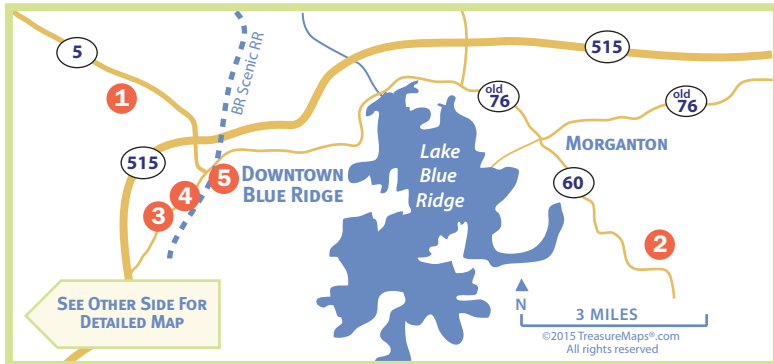 5
515
old
76
old
76
BR Scenic RR
1
MORGANTON
515
Lake
Blue
Ridge
DOWNTOWN
BLUE RIDGE
5
60
4
3
2
SEE OTHER SIDE FOR
DETAILED MAP
N
3 MILES
©2015 TreasureMaps®.com
All rights reserved